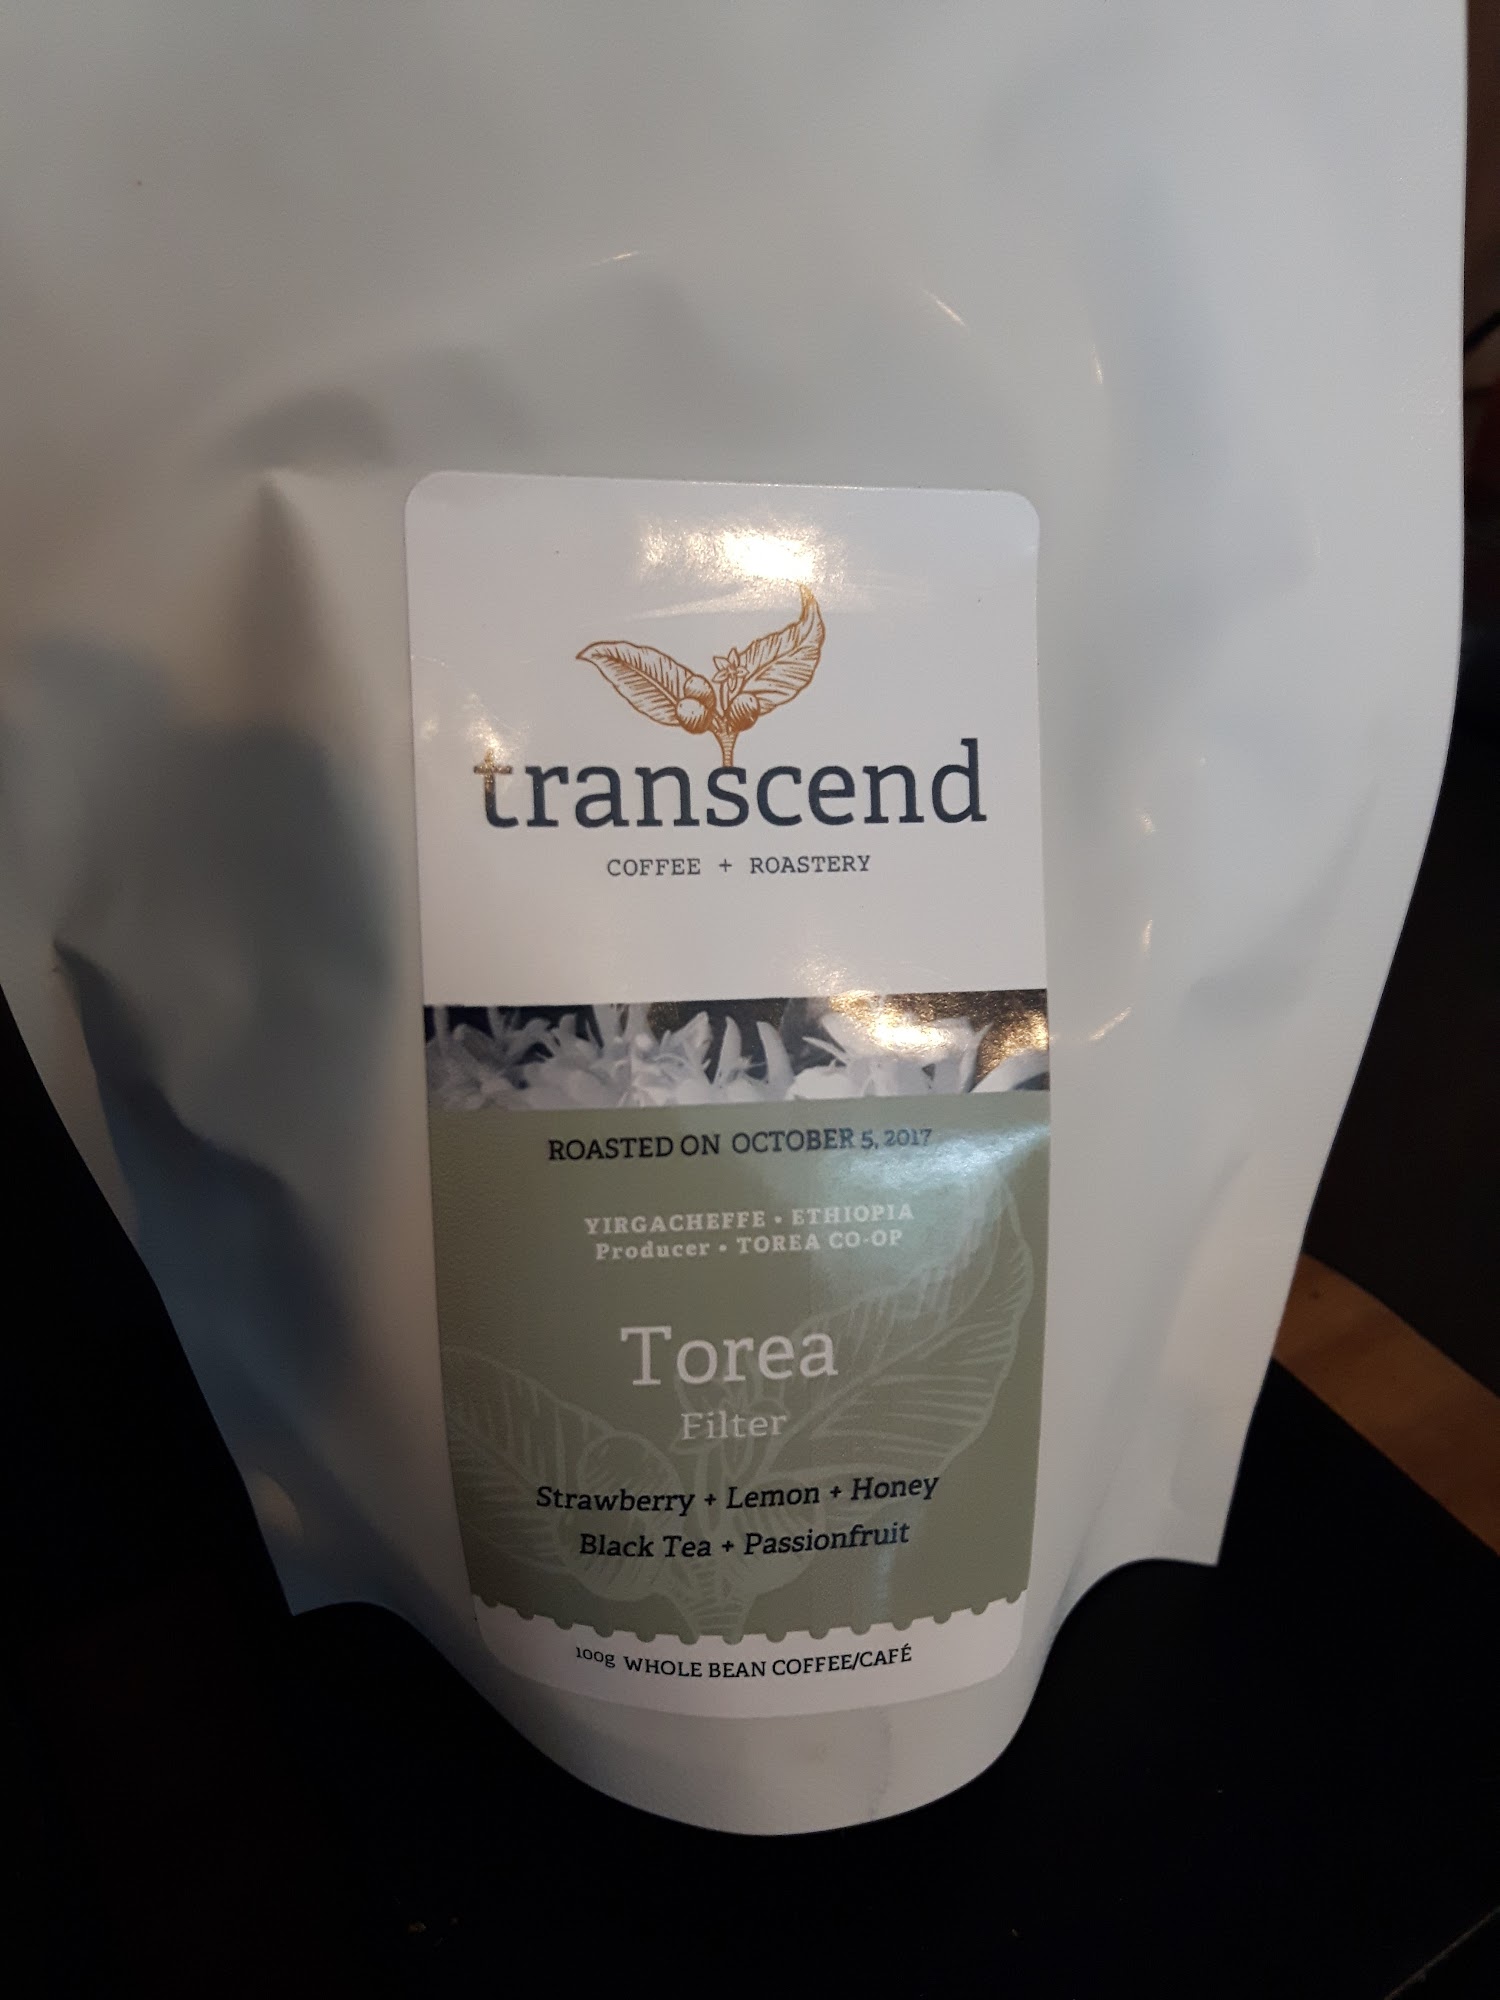 transcend
COFFEE + ROASTERY
ROASTED ON OCTOBER 5, 2017
YIRGACHEFFE • ETHIOPIA
Producer • TOREA CO-OP
Torea
Filter
Strawberry + Lemon + Honey
Black Tea + Passionfruit
100g WHOLE BEAN COFFEE/CAFÉ